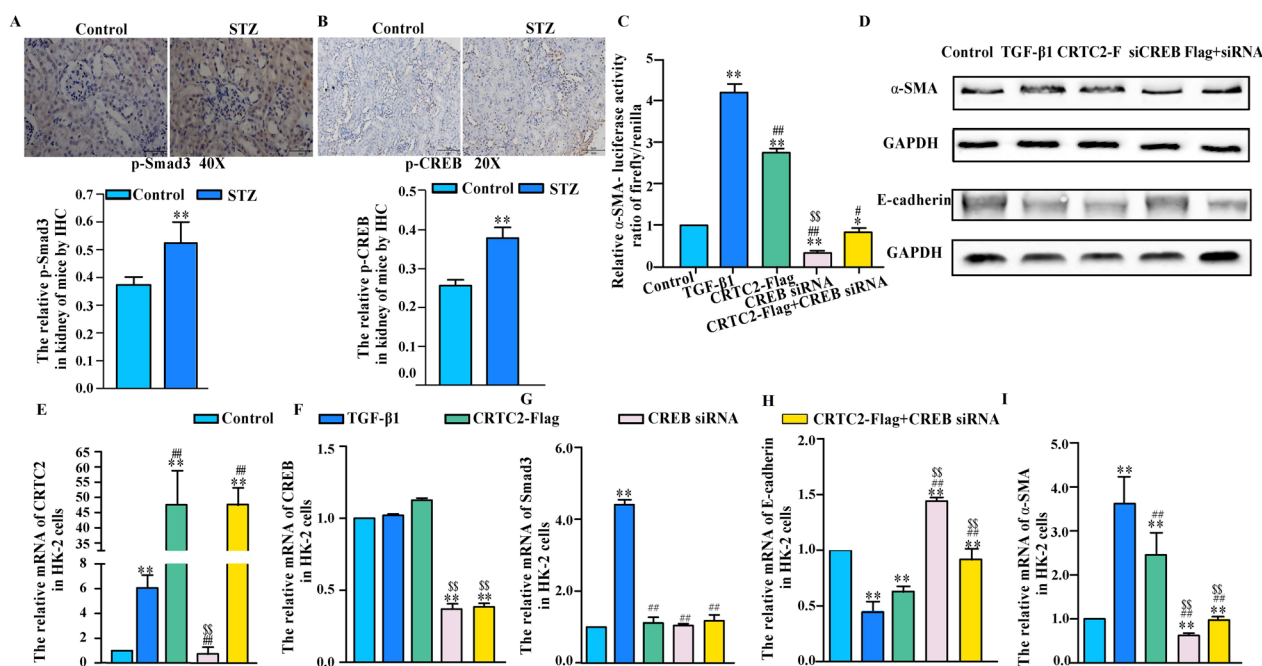 A
Control
STZ
p-Smad3 40X
Control
STZ
**
The relative p-Smad3
in kidney of mice by IHC
0.7
0.6
0.5
0.4
0.3
0.2
0.1
0.0
B
Control
STZ
p-CREB 20X
Control
STZ
**
The relative p-CREB
in kidney of mice by IHC
0.5
0.4
0.3
0.2
0.1
0.0
C
Relative α-SMA- luciferase activity
ratio of firefly/renilla
5
4
3
2
1
0
**
##
**
$$
##
**
#
*
Control
TGF-β1
CRTC2-Flag
CREB siRNA
CRTC2-Flag+CREB siRNA
D
Control TGF-β1 CRTC2-F siCREB Flag+siRNA
α-SMA
GAPDH
E-cadherin
GAPDH
Control
TGF-β1
CRTC2-Flag
CREB siRNA
CRTC2-Flag+CREB siRNA
E
The relative mRNA of CRTC2
in HK-2 cells
65
60
55
50
45
40
35
8
6
4
2
0
**
##
**
$$
##
##
**
F
The relative mRNA of CREB
in HK-2 cells
1.5
1.0
0.5
0.0
$$
**
$$
**
G
The relative mRNA of Smad3
in HK-2 cells
6.0
4.0
2.0
0.0
**
##
##
##
H
The relative mRNA of E-cadherin
in HK-2 cells
1.5
1.0
0.5
0.0
**
**
$$
##
**
$$
##
**
I
The relative mRNA of α-SMA
in HK-2 cells
5.0
4.0
3.0
2.0
1.0
0.0
**
##
**
$$
##
**
$$
##
**